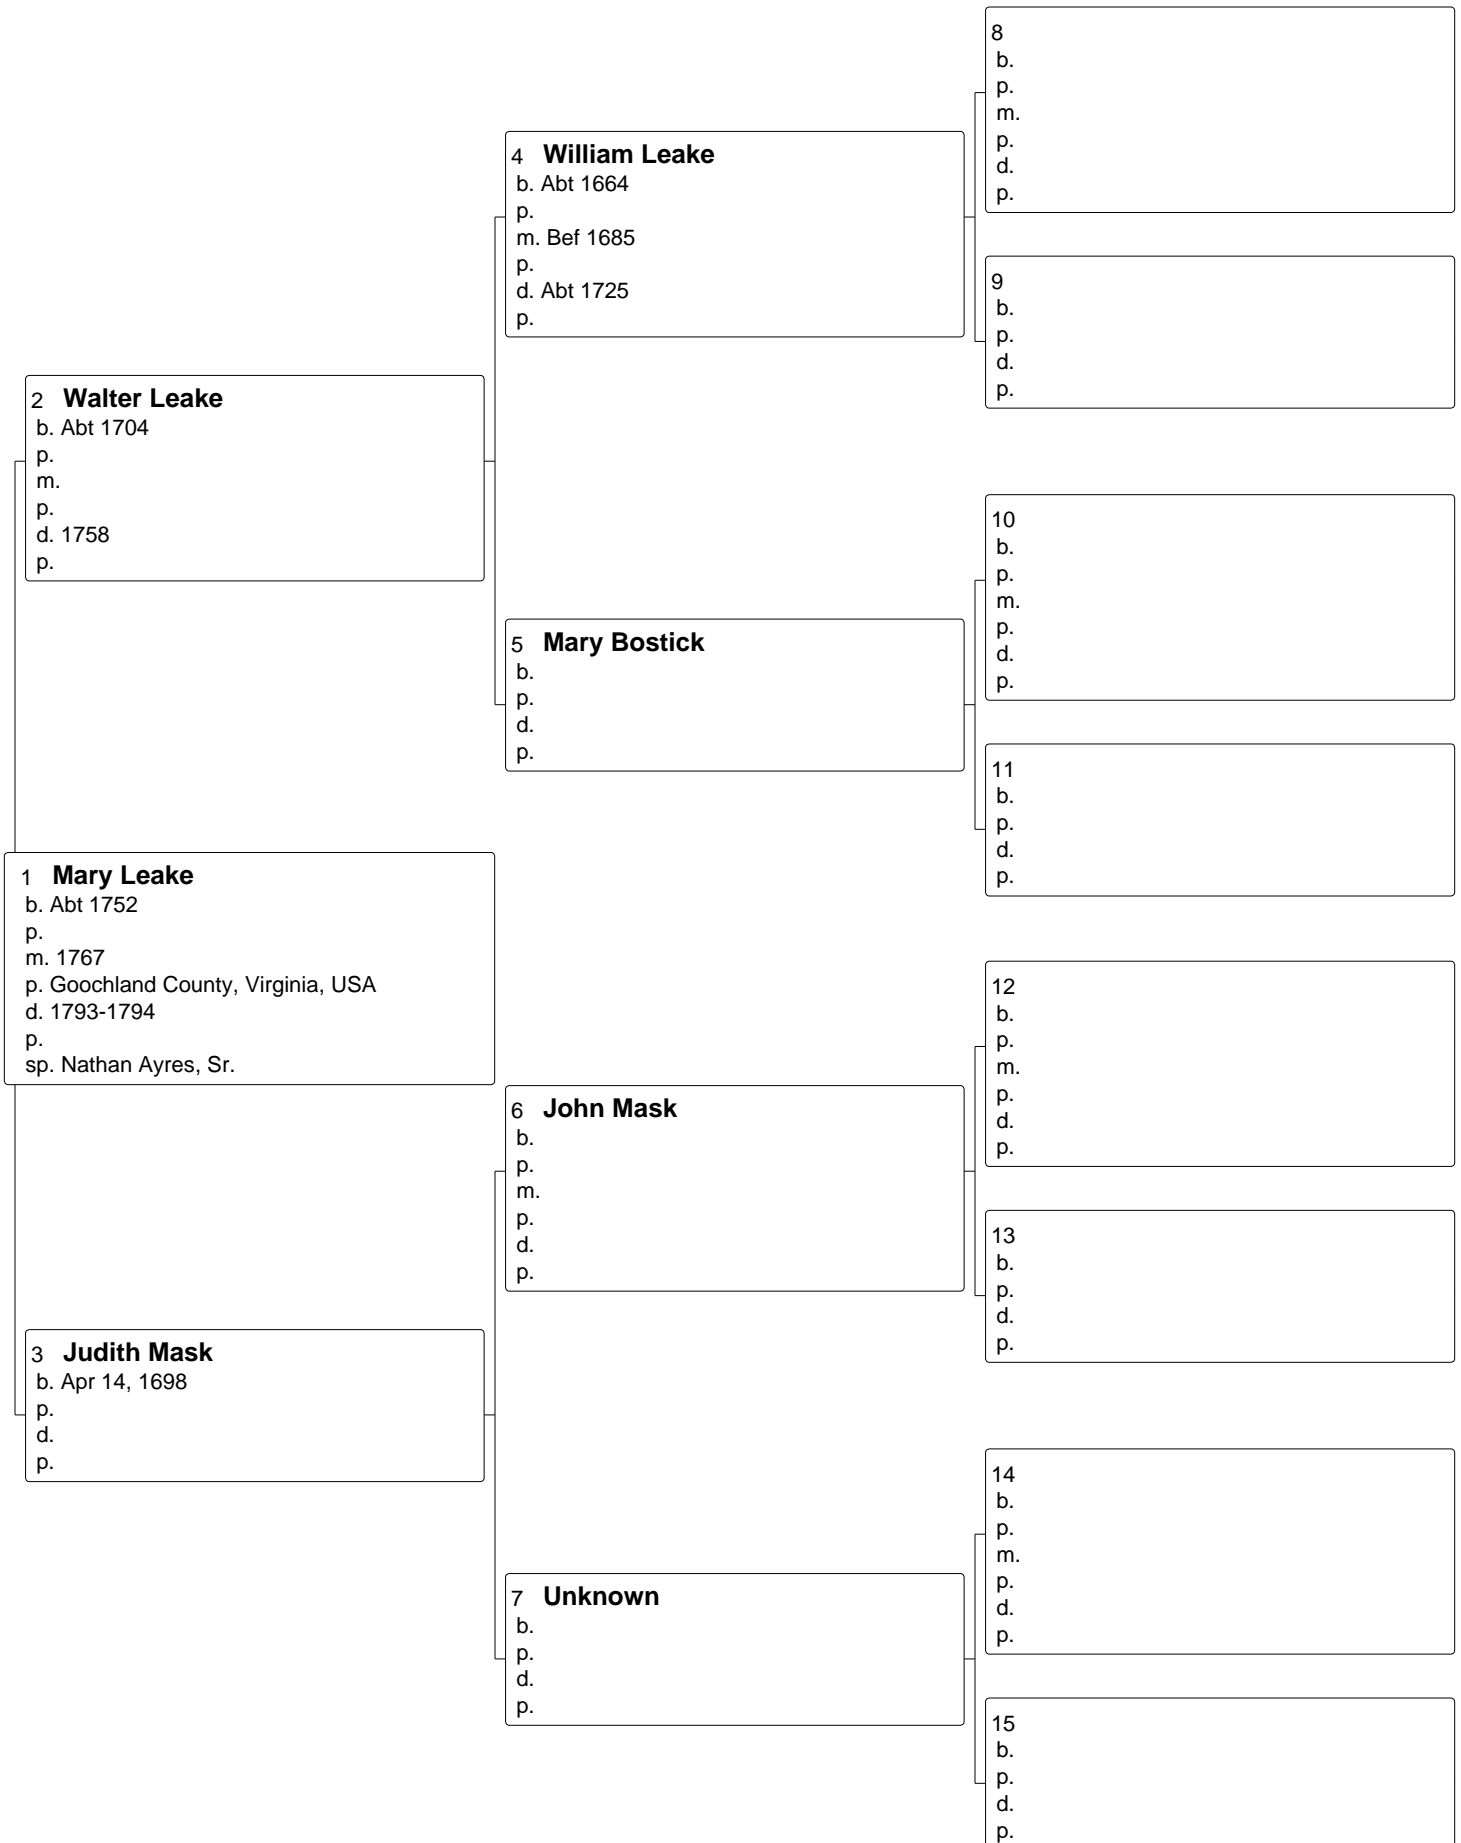 8
b.
p.
m.
p.
d.
p.
4 William Leake
b. Abt 1664
p.
m. Bef 1685
p.
d. Abt 1725
p.
9
b.
p.
d.
p.
2 Walter Leake
b. Abt 1704
p.
m.
p.
d. 1758
p.
10
b.
p.
m.
p.
d.
p.
5 Mary Bostick
b.
p.
d.
p.
11
b.
p.
d.
p.
1 Mary Leake
b. Abt 1752
p.
m. 1767
p. Goochland County, Virginia, USA
d. 1793-1794
p.
sp. Nathan Ayres, Sr.
12
b.
p.
m.
p.
d.
p.
6 John Mask
b.
p.
m.
p.
d.
p.
13
b.
p.
d.
p.
3 Judith Mask
b. Apr 14, 1698
p.
d.
p.
14
b.
p.
m.
p.
d.
p.
7 Unknown
b.
p.
d.
p.
15
b.
p.
d.
p.